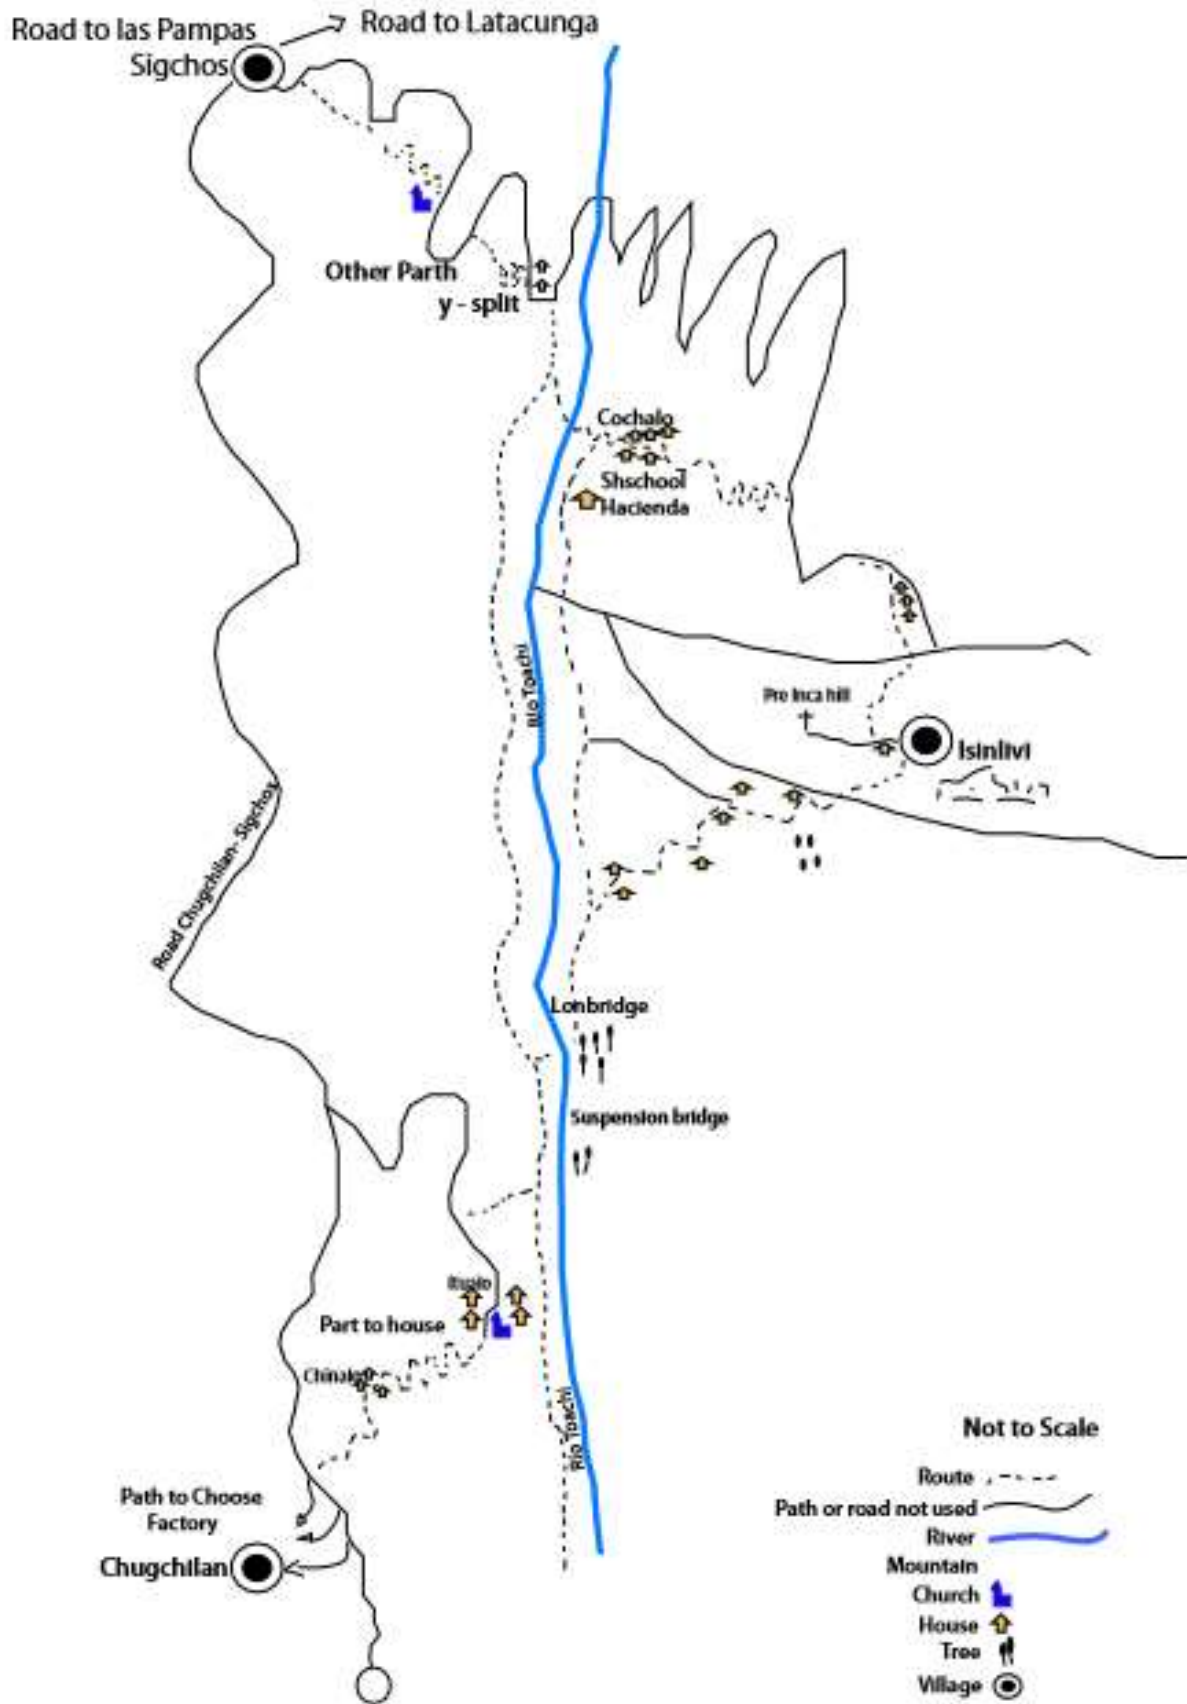 Road to las Pampas
Road to Latacunga
Sigchos
Other Parth
y - split
Cochalo
Shschool
Hacienda
Rio Toachi
Pre Inca hill
Isinlivi
Road Chugchilan- Sigchos
Lonbridge
Suspension bridge
Part to house
Rio Toachi
Path to Choose
Factory
Chugchilan
Not to Scale
Route
Path or road not used
River
Mountain
Church
House
Tree
Village